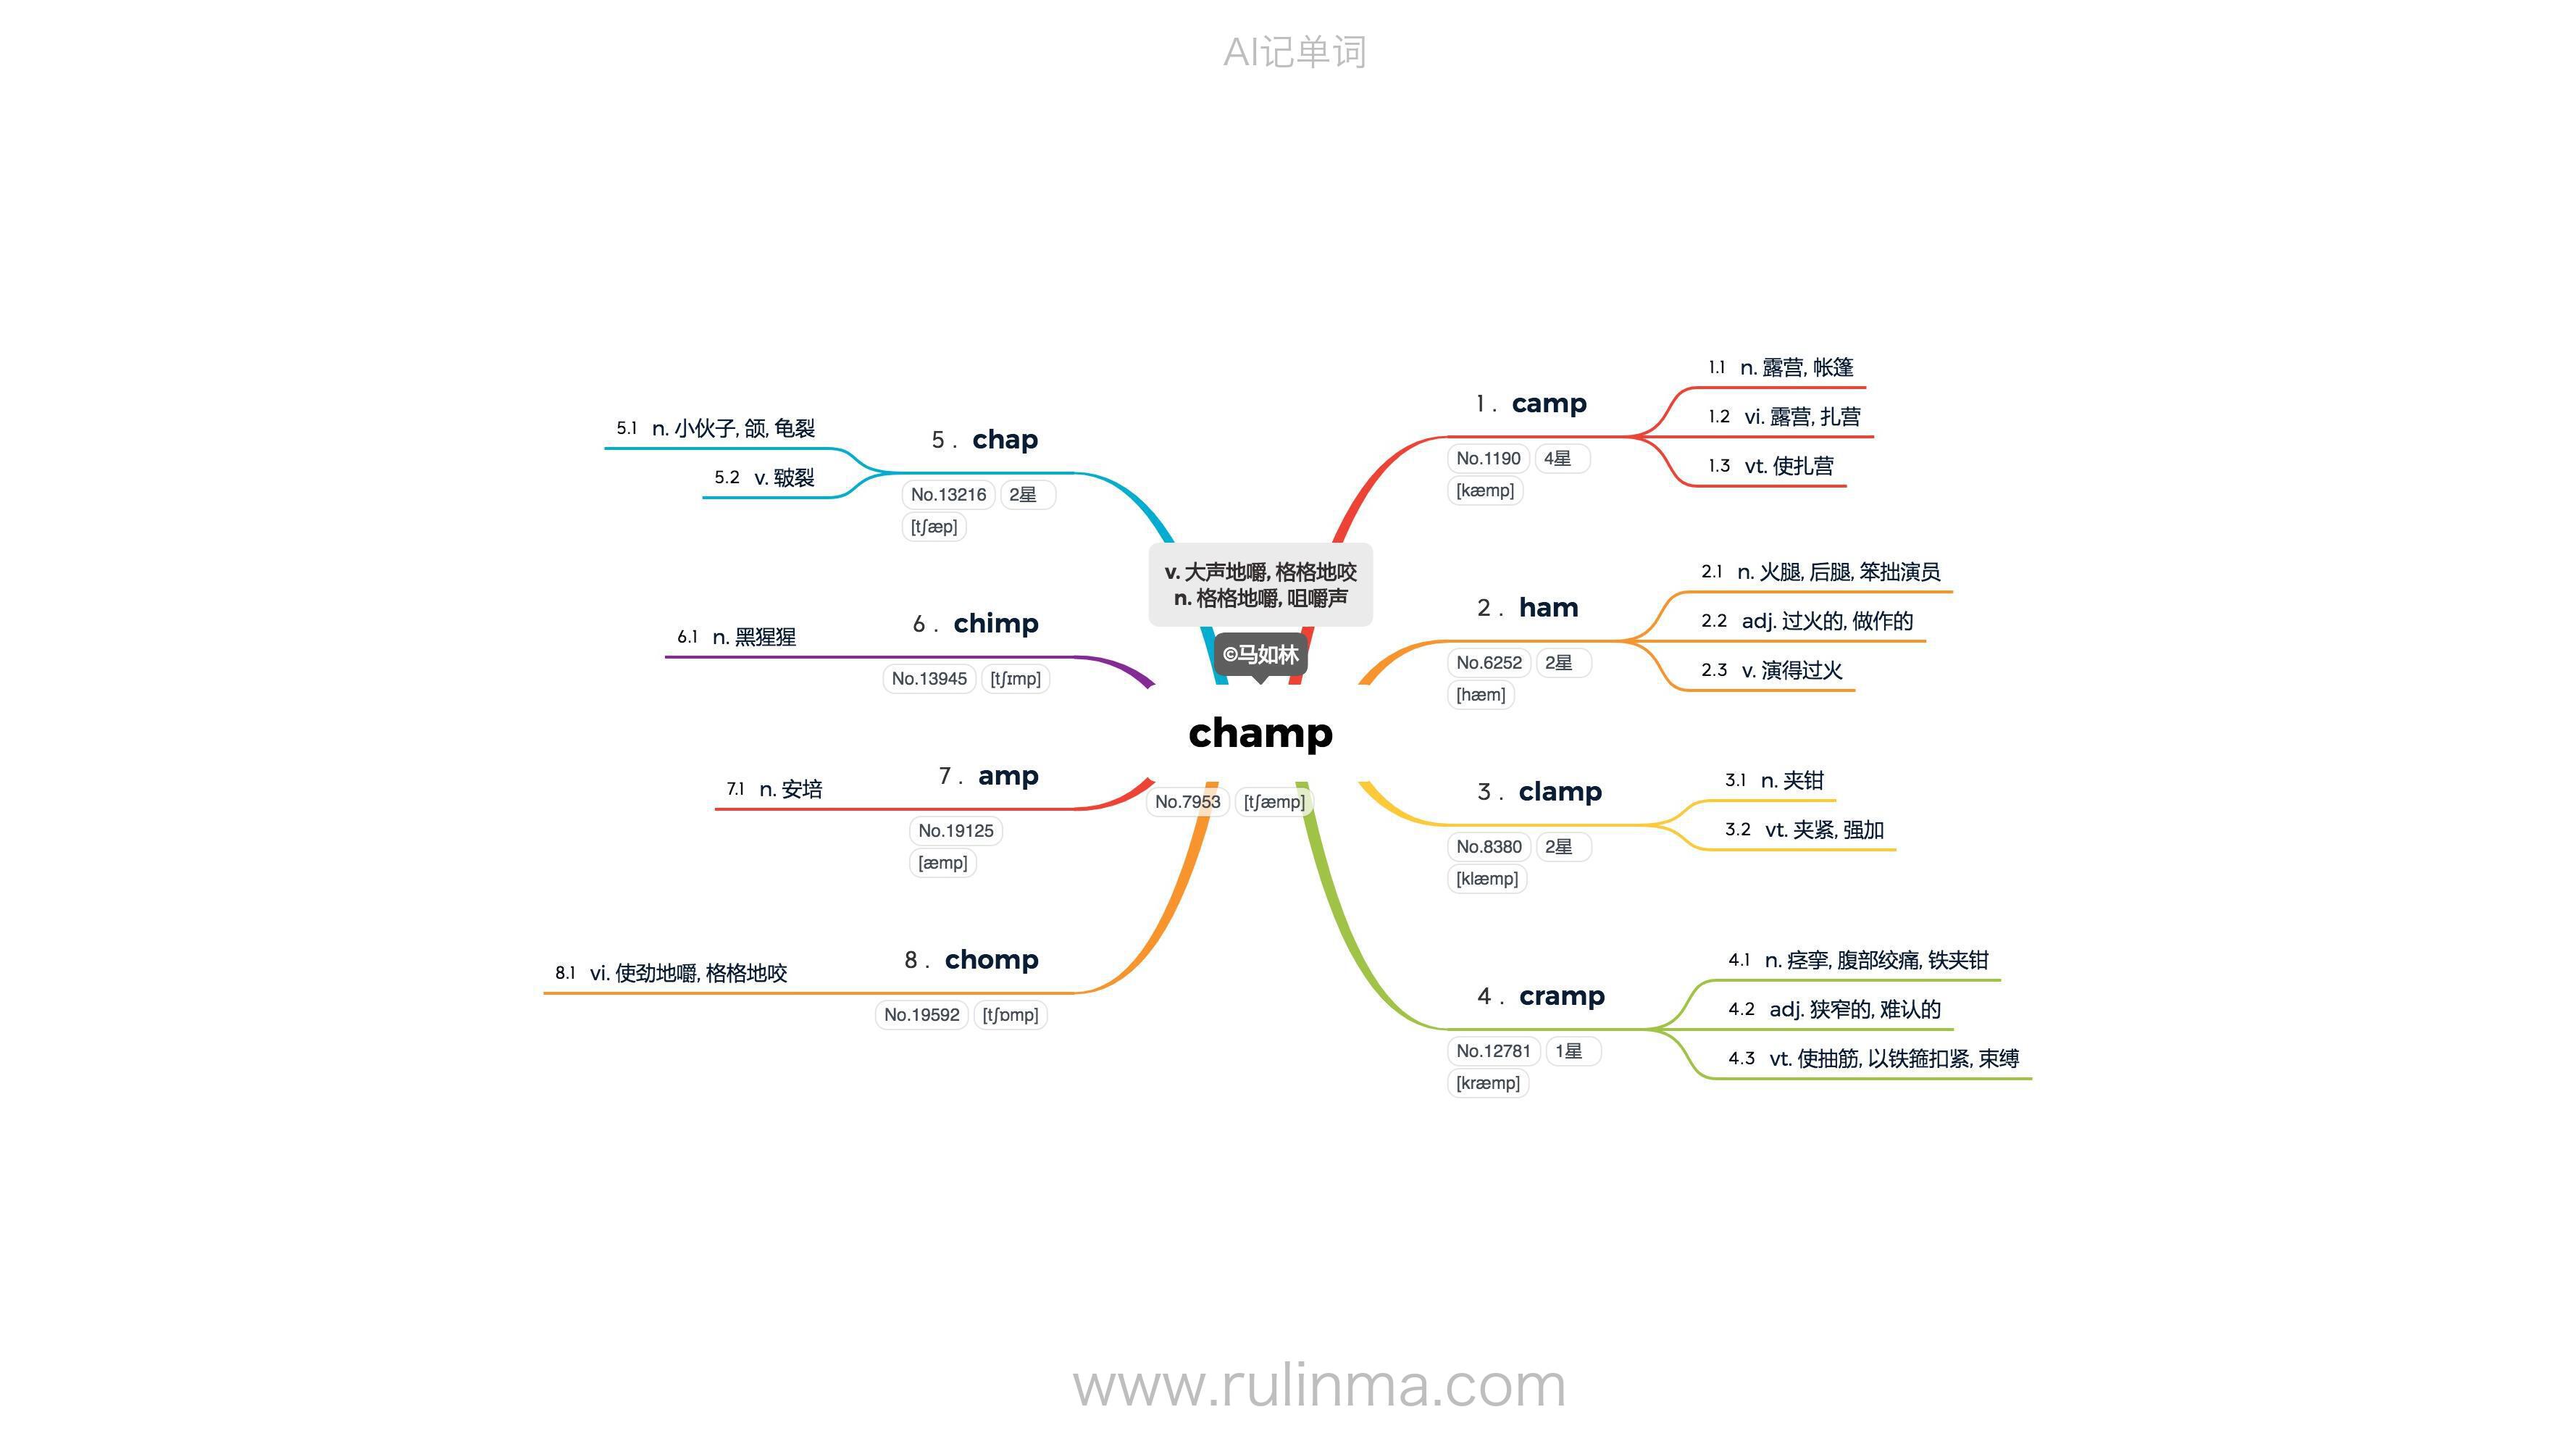 AI记单词
v. 大声地嚼, 格格地咬
n. 格格地嚼, 咀嚼声
©马如林
champ
No.7953 [tʃæmp]
1 . camp
No.1190 4星
[kæmp]
1.1 n. 露营, 帐篷
1.2 vi. 露营, 扎营
1.3 vt. 使扎营
2 . ham
No.6252 2星
[hæm]
2.1 n. 火腿, 后腿, 笨拙演员
2.2 adj. 过火的, 做作的
2.3 v. 演得过火
3 . clamp
No.8380 2星
[klæmp]
3.1 n. 夹钳
3.2 vt. 夹紧, 强加
4 . cramp
No.12781 1星
[kræmp]
4.1 n. 痉挛, 腹部绞痛, 铁夹钳
4.2 adj. 狭窄的, 难认的
4.3 vt. 使抽筋, 以铁箍扣紧, 束缚
5 . chap
No.13216 2星
[tʃæp]
5.1 n. 小伙子, 颌, 龟裂
5.2 v. 皲裂
6 . chimp
No.13945 [tʃɪmp]
6.1 n. 黑猩猩
7 . amp
No.19125
[æmp]
7.1 n. 安培
8 . chomp
No.19592 [tʃɒmp]
8.1 vi. 使劲地嚼, 格格地咬
www.rulinma.com